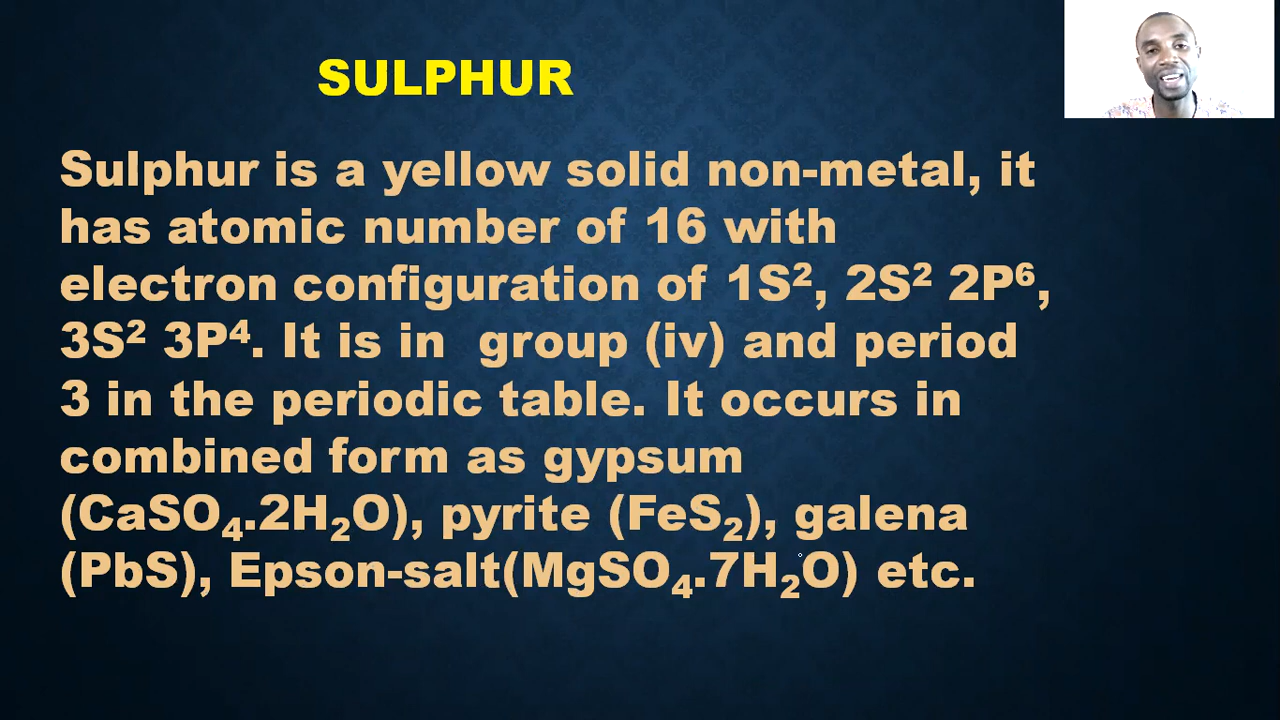 SULPHUR
Sulphur is a yellow solid non-metal, it
has atomic number of 16 with
electron configuration of 1S², 2S² 2P⁶,
3S² 3P⁴. It is in group (iv) and period
3 in the periodic table. It occurs in
combined form as gypsum
(CaSO₄.2H₂O), pyrite (FeS₂), galena
(PbS), Epson-salt(MgSO₄.7H₂O) etc.